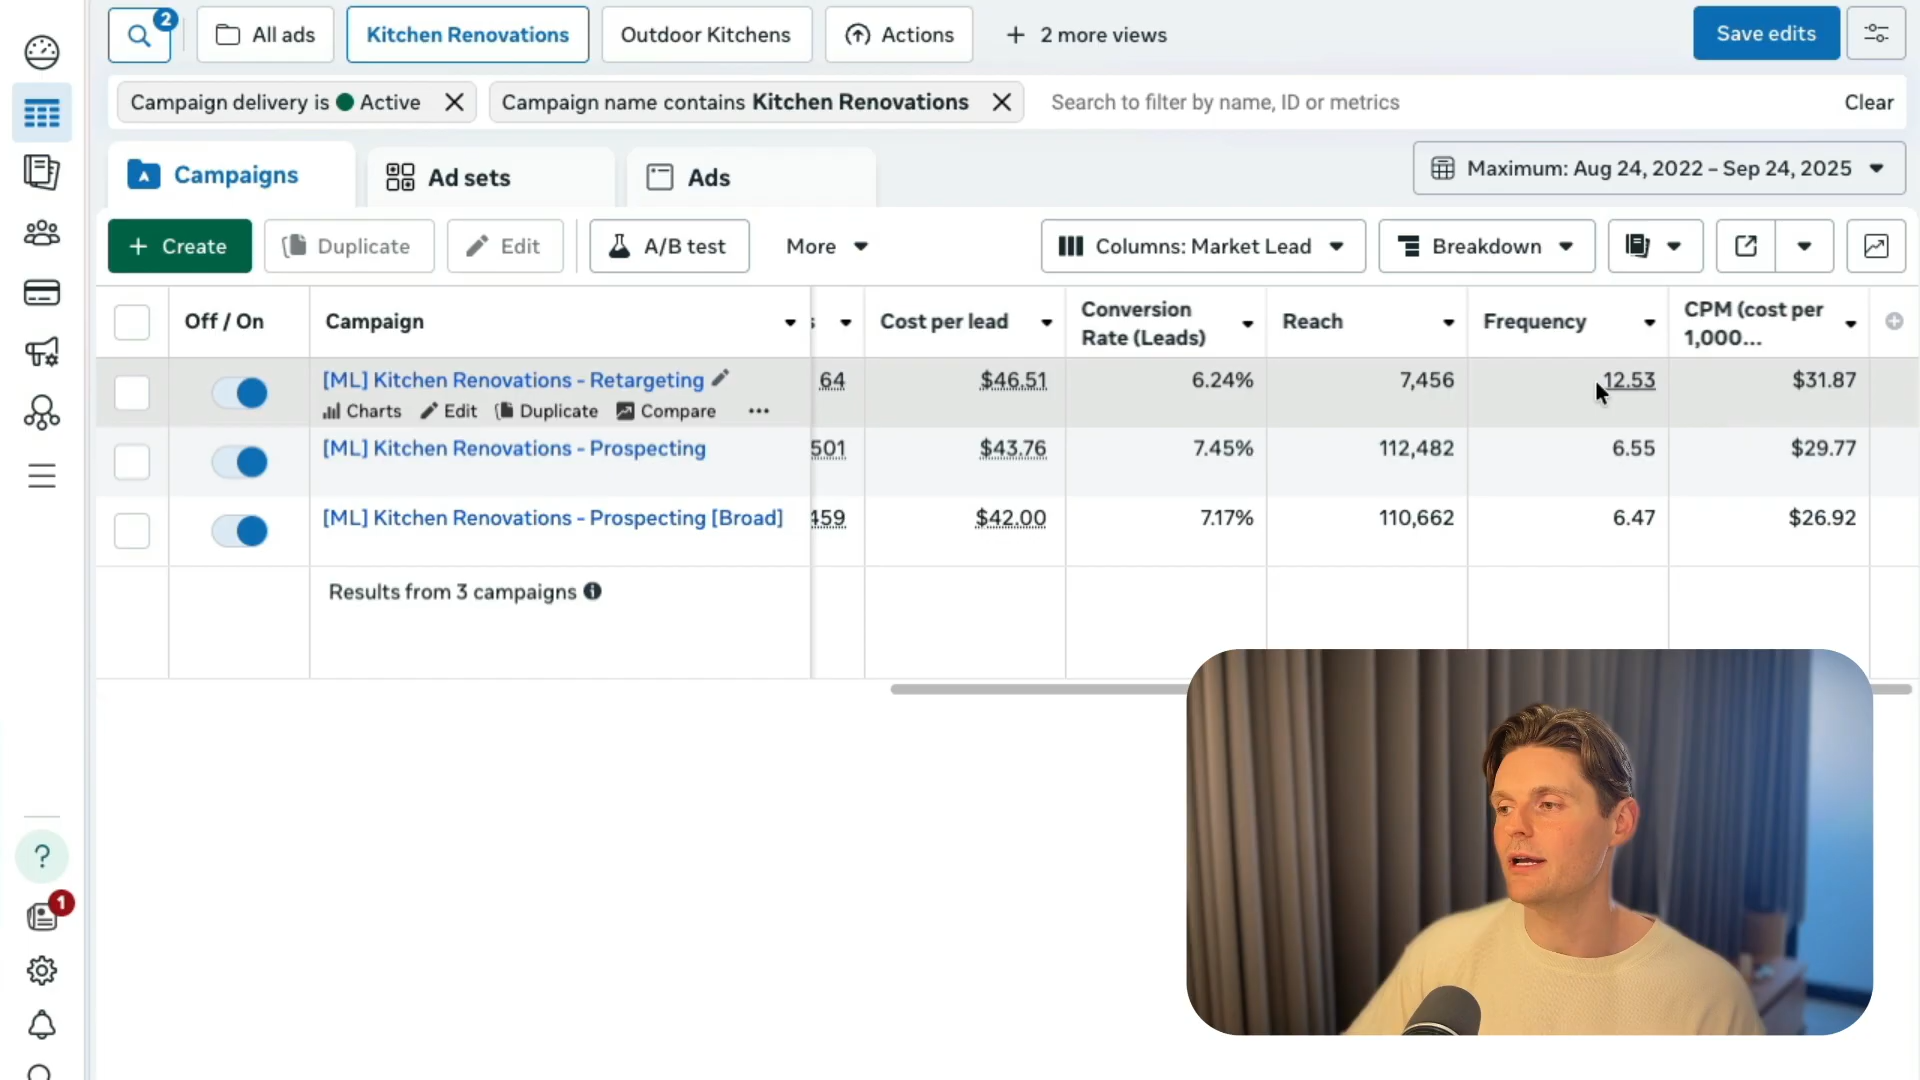 2
All ads
Kitchen Renovations
Outdoor Kitchens
Actions
2 more views
Save edits
Campaign delivery is Active
Campaign name contains Kitchen Renovations
Search to filter by name, ID or metrics
Clear
Campaigns
Ad sets
Ads
Maximum: Aug 24, 2022 – Sep 24, 2025
+ Create
Duplicate
Edit
A/B test
More
Columns: Market Lead
Breakdown
Off / On
Campaign
Cost per lead
Conversion
Rate (Leads)
Reach
Frequency
CPM (cost per
1,000...
[ML] Kitchen Renovations - Retargeting
64
$46.51
6.24%
7,456
12.53
$31.87
Charts
Edit
Duplicate
Compare
[ML] Kitchen Renovations - Prospecting
501
$43.76
7.45%
112,482
6.55
$29.77
[ML] Kitchen Renovations - Prospecting [Broad]
459
$42.00
7.17%
110,662
6.47
$26.92
Results from 3 campaigns
?
1